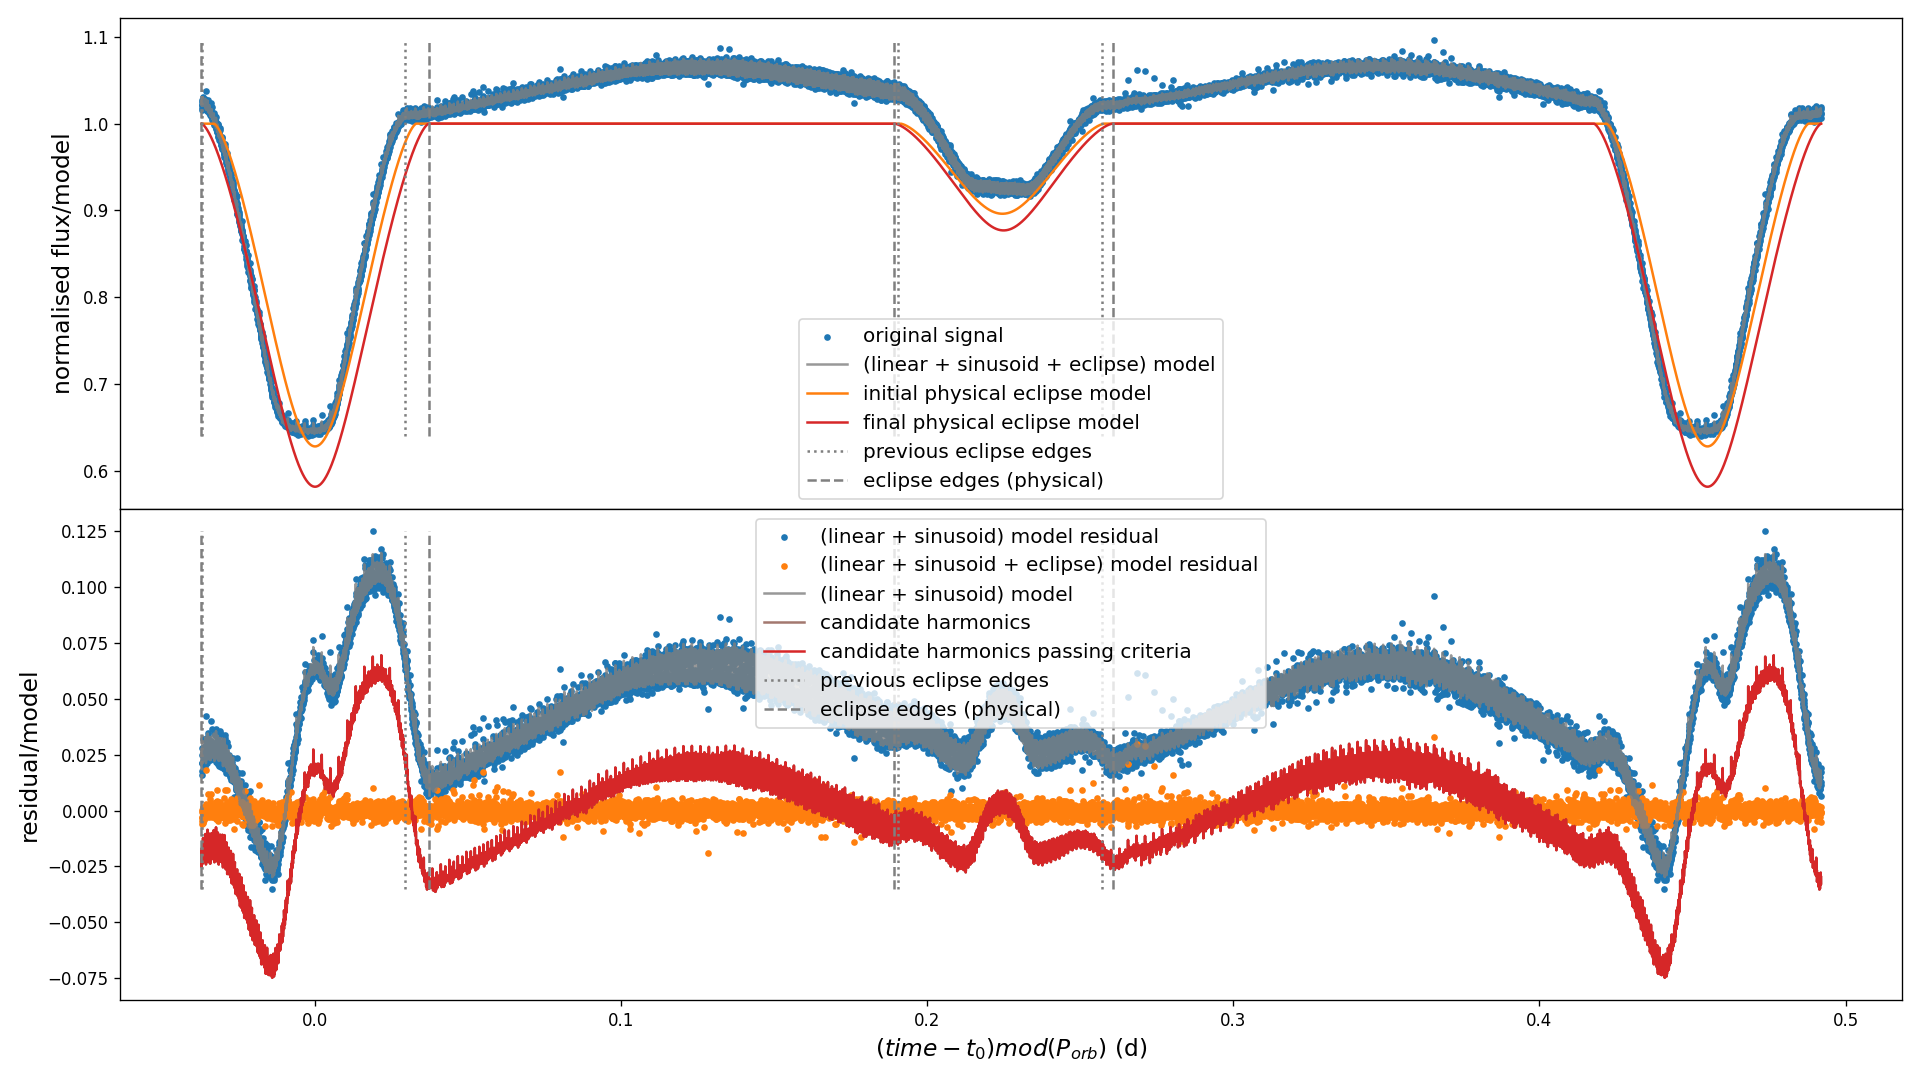 1.1
1.0
0.9
0.8
0.7
0.6
normalised flux/model
original signal
(linear + sinusoid + eclipse) model
initial physical eclipse model
final physical eclipse model
previous eclipse edges
eclipse edges (physical)
0.125
0.100
0.075
0.050
0.025
0.000
−0.025
−0.050
−0.075
residual/model
(linear + sinusoid) model residual
(linear + sinusoid + eclipse) model residual
(linear + sinusoid) model
candidate harmonics
candidate harmonics passing criteria
previous eclipse edges
eclipse edges (physical)
0.0 0.1 0.2 0.3 0.4 0.5
(time − t₀)mod(P_orb) (d)